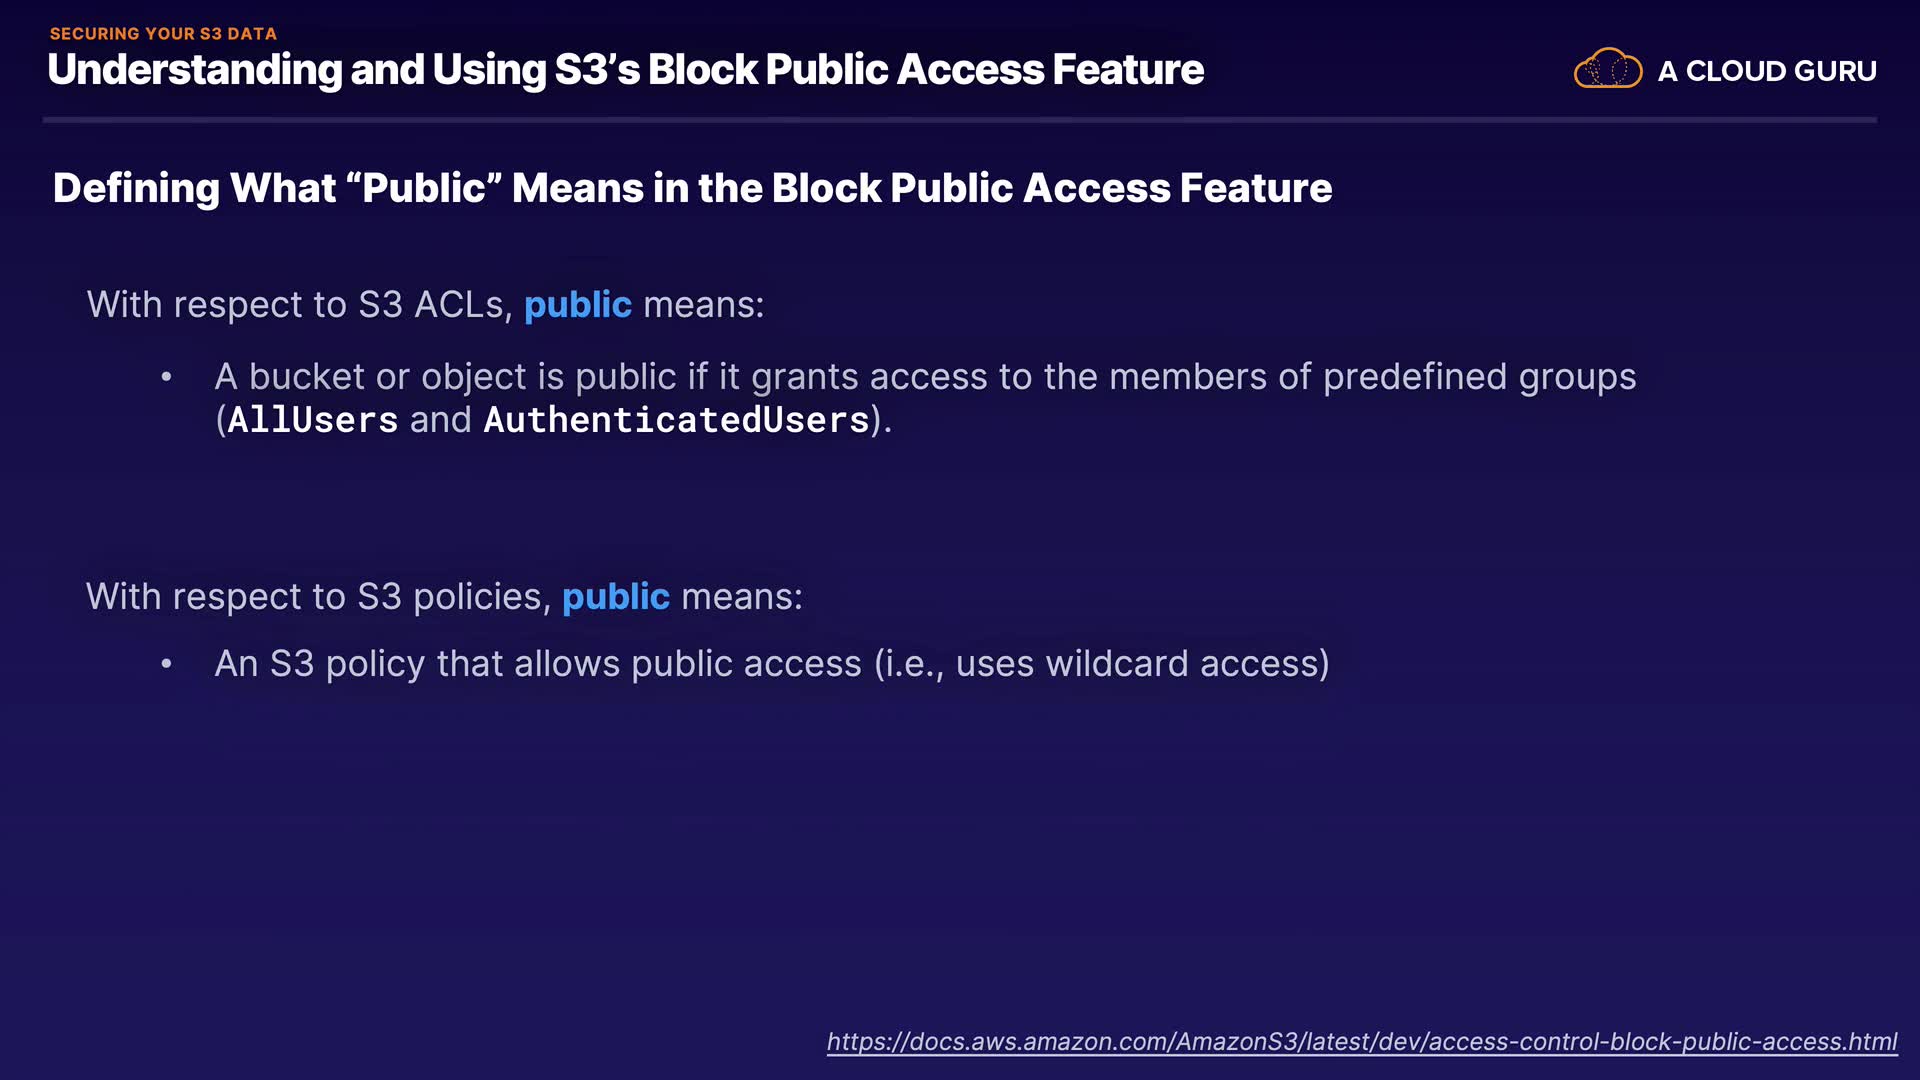 SECURING YOUR S3 DATA
Understanding and Using S3’s Block Public Access Feature
A CLOUD GURU
Defining What “Public” Means in the Block Public Access Feature
With respect to S3 ACLs, public means:
• A bucket or object is public if it grants access to the members of predefined groups
(AllUsers and AuthenticatedUsers).
With respect to S3 policies, public means:
• An S3 policy that allows public access (i.e., uses wildcard access)
https://docs.aws.amazon.com/AmazonS3/latest/dev/access-control-block-public-access.html